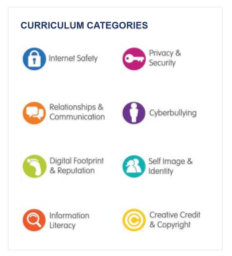 CURRICULUM CATEGORIES
Internet Safety
Privacy &
Security
Relationships &
Communication
Cyberbullying
Digital Footprint
& Reputation
Self Image &
Identity
Information
Literacy
Creative Credit
& Copyright